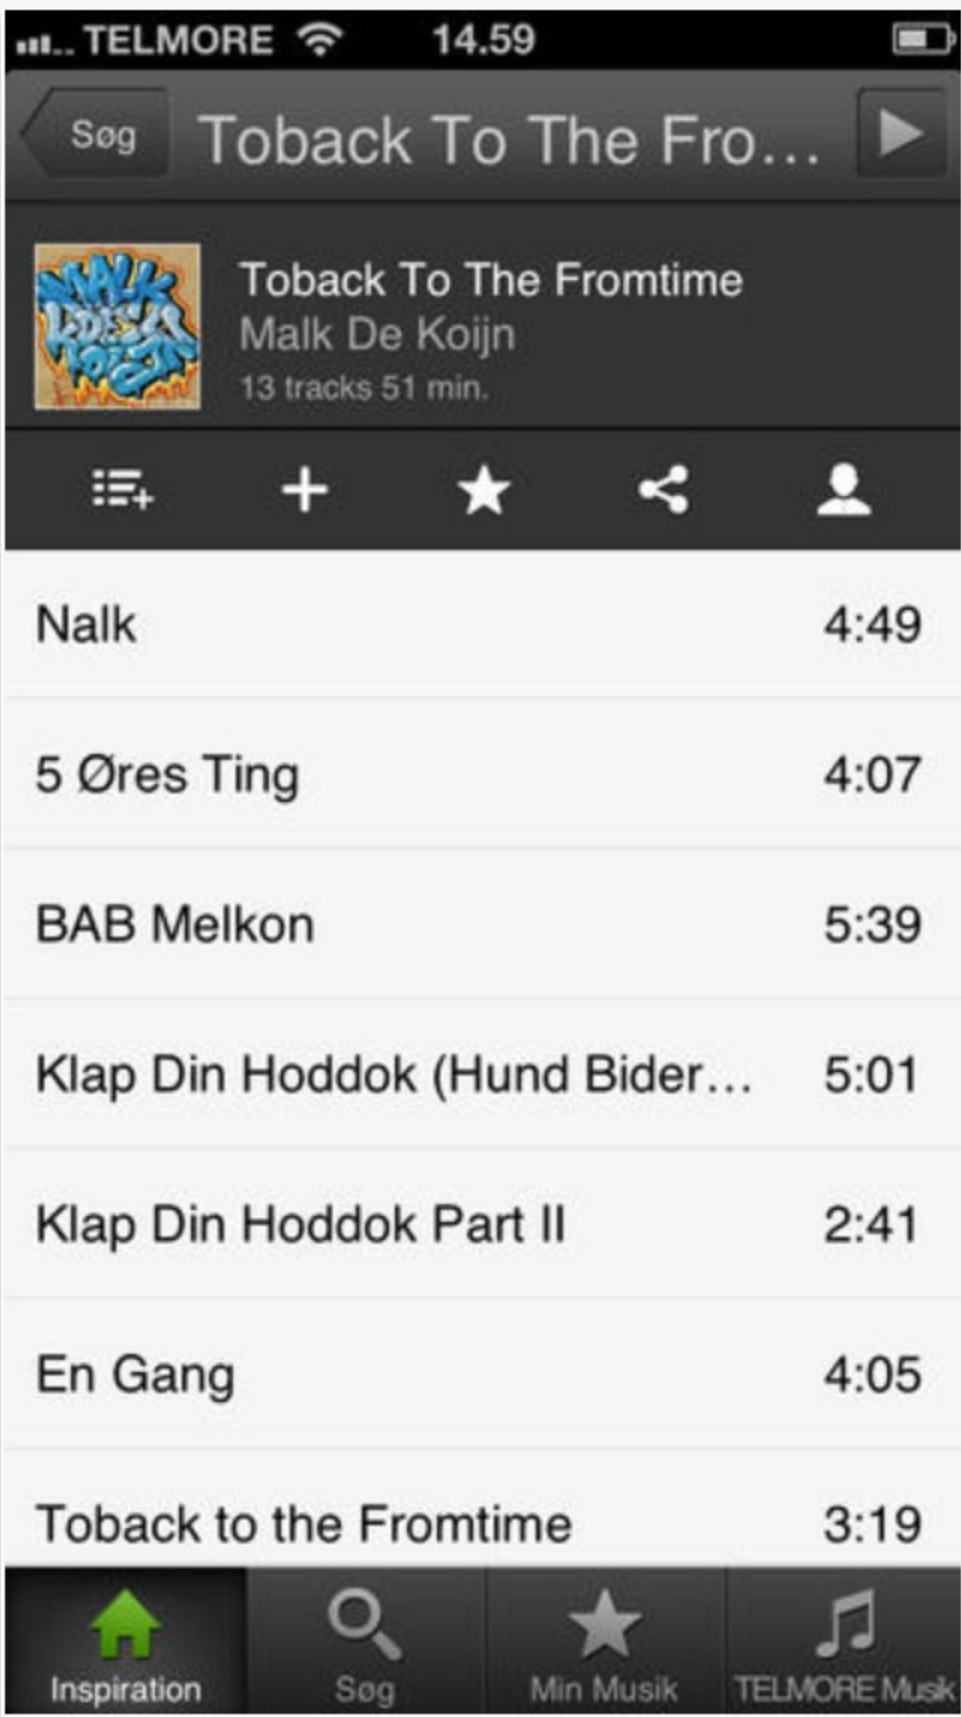 TELMORE 14.59
Søg Toback To The Fro...
MALK
DE
KOIJN
Toback To The Fromtime
Malk De Koijn
13 tracks 51 min.
Nalk 4:49
5 Øres Ting 4:07
BAB Melkon 5:39
Klap Din Hoddok (Hund Bider... 5:01
Klap Din Hoddok Part II 2:41
En Gang 4:05
Toback to the Fromtime 3:19
Inspiration Søg Min Musik TELMORE Musik